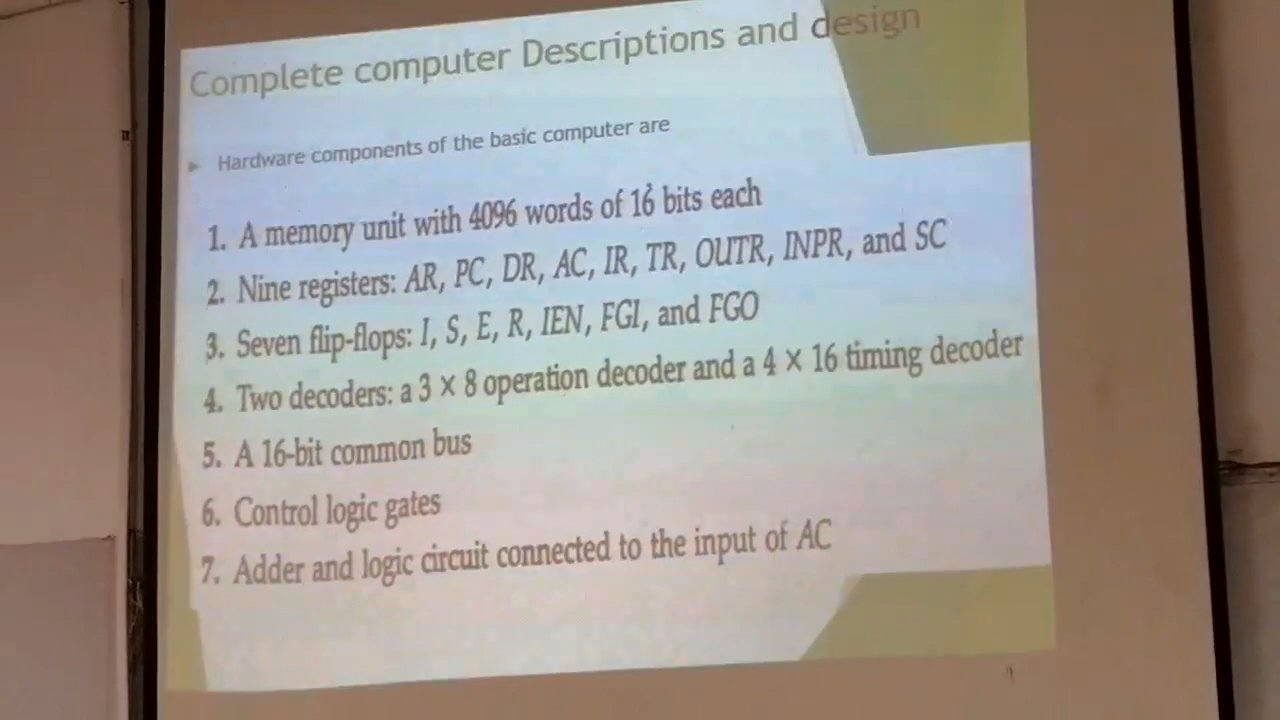 Complete computer Descriptions and design
Hardware components of the basic computer are
1. A memory unit with 4096 words of 16 bits each
2. Nine registers: AR, PC, DR, AC, IR, TR, OUTR, INPR, and SC
3. Seven flip-flops: I, S, E, R, IEN, FGI, and FGO
4. Two decoders: a 3 × 8 operation decoder and a 4 × 16 timing decoder
5. A 16-bit common bus
6. Control logic gates
7. Adder and logic circuit connected to the input of AC